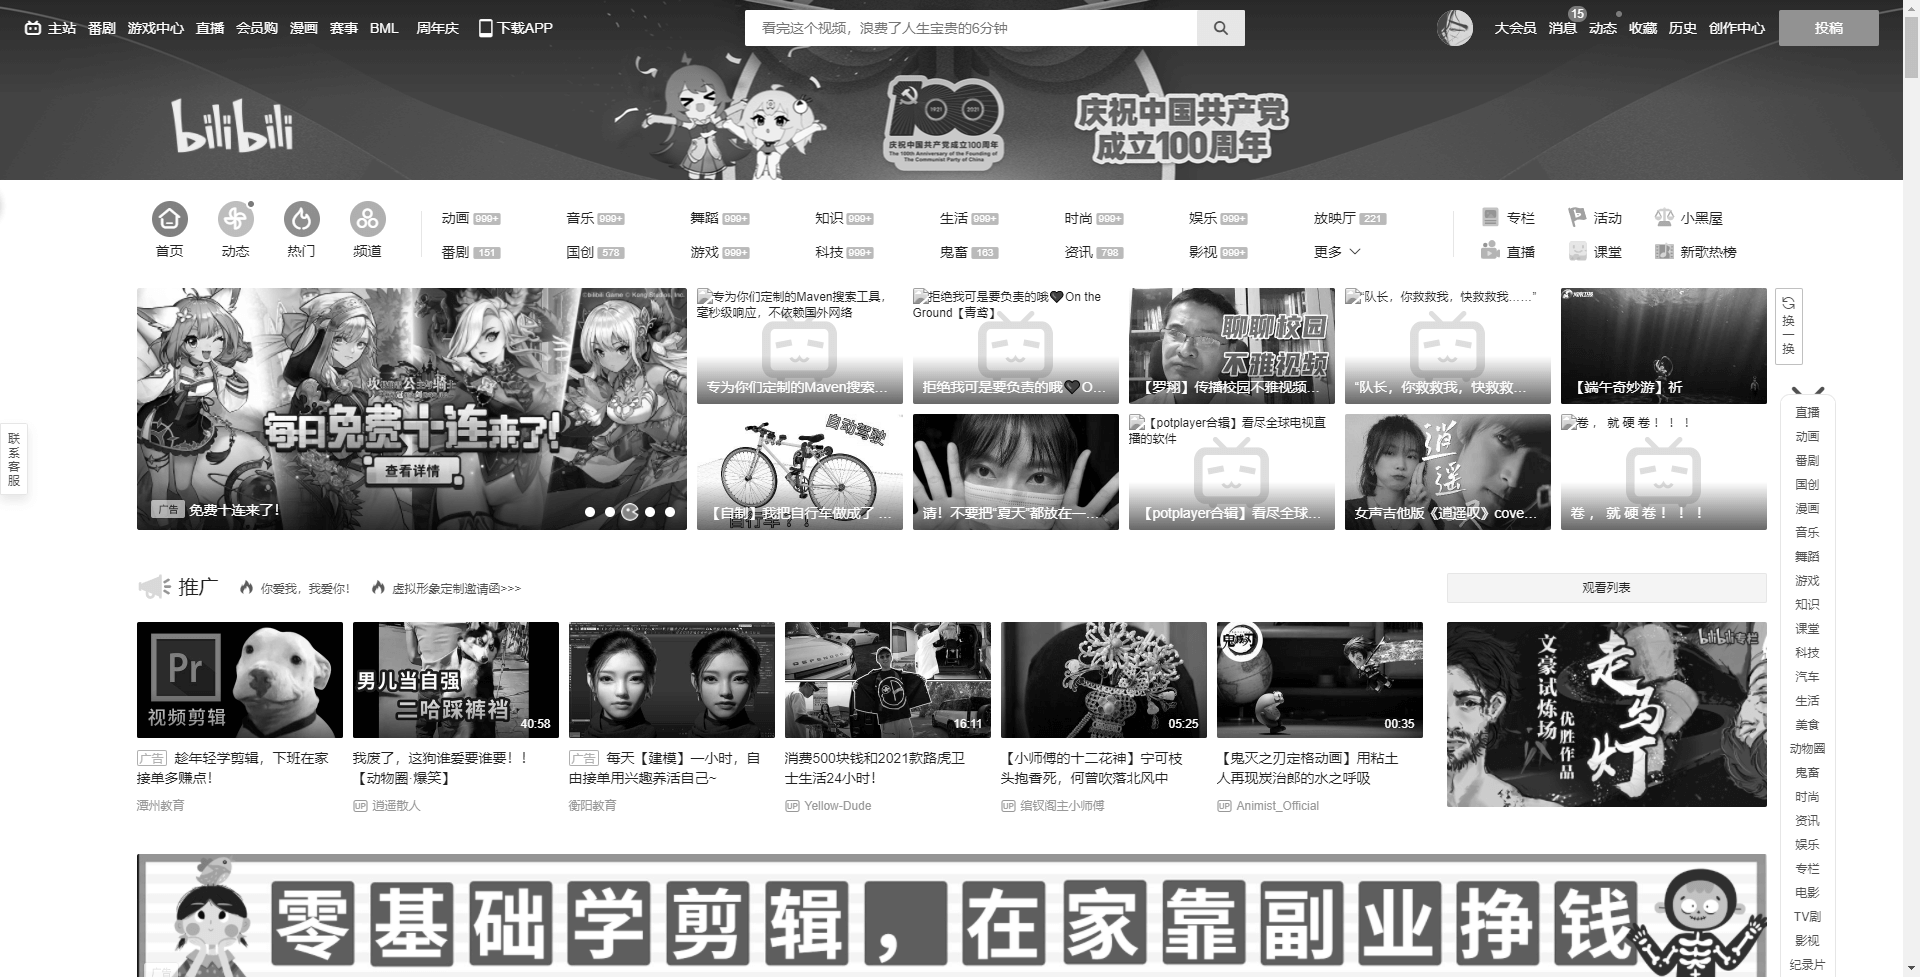 主站 番剧 游戏中心 直播 会员购 漫画 赛事 BML 周年庆 下载APP
看完这个视频，浪费了人生宝贵的6分钟
大会员 消息 15 动态 收藏 历史 创作中心 投稿
bilibili
100
1921 2021
庆祝中国共产党成立100周年
The 100th Anniversary of the Founding of
The Communist Party of China
庆祝中国共产党
成立100周年
首页 动态 热门 频道
动画 999+ 音乐 999+ 舞蹈 999+ 知识 999+ 生活 999+ 时尚 999+ 娱乐 999+ 放映厅 221
番剧 151 国创 578 游戏 999+ 科技 999+ 鬼畜 163 资讯 798 影视 999+ 更多
专栏 活动 小黑屋
直播 课堂 新歌热榜
每日免费十连来了!
查看详情
广告 免费十连来了!
专为你们定制的Maven搜索工具，
毫秒级响应，不依赖国外网络
专为你们定制的Maven搜索...
拒绝我可是要负责的哦🖤On the
Ground【青鸾】
拒绝我可是要负责的哦🖤O...
聊聊校园
不雅视频
【罗翔】传播校园不雅视频...
“队长，你救救我，快救救我……”
“队长，你救救我，快救救...
【端午奇妙游】祈
换一换
自动驾驶
自行车？！
【自制】我把自行车做成了 ...
请！不要把“夏天”都放在一...
【potplayer合辑】看尽全球电视直
播的软件
【potplayer合辑】看尽全球...
逍遥
女声吉他版《逍遥叹》cove...
卷 ，就 硬 卷 ！ ！ ！
卷 ，就 硬 卷 ！ ！ ！
联系客服
推广 你爱我，我爱你！ 虚拟形象定制邀请函>>>
观看列表
Pr
视频剪辑
广告 趁年轻学剪辑，下班在家
接单多赚点！
潭州教育
男儿当自强
二哈踩裤裆
40:58
我废了，这狗谁爱要谁要！！
【动物圈·爆笑】
UP 逍遥散人
广告 每天【建模】一小时，自
由接单用兴趣养活自己~
衡阳教育
16:11
消费500块钱和2021款路虎卫
士生活24小时！
UP Yellow-Dude
05:25
【小师傅的十二花神】宁可枝
头抱香死，何曾吹落北风中
UP 绾钗阁主小师傅
00:35
【鬼灭之刃定格动画】用粘土
人再现炭治郎的水之呼吸
UP Animist_Official
bilibili专栏
走马灯
文豪试炼场
优胜作品
零基础学剪辑，在家靠副业挣钱
广告
直播
动画
番剧
国创
漫画
音乐
舞蹈
游戏
知识
课堂
科技
汽车
生活
美食
动物圈
鬼畜
时尚
资讯
娱乐
专栏
电影
TV剧
影视
纪录片